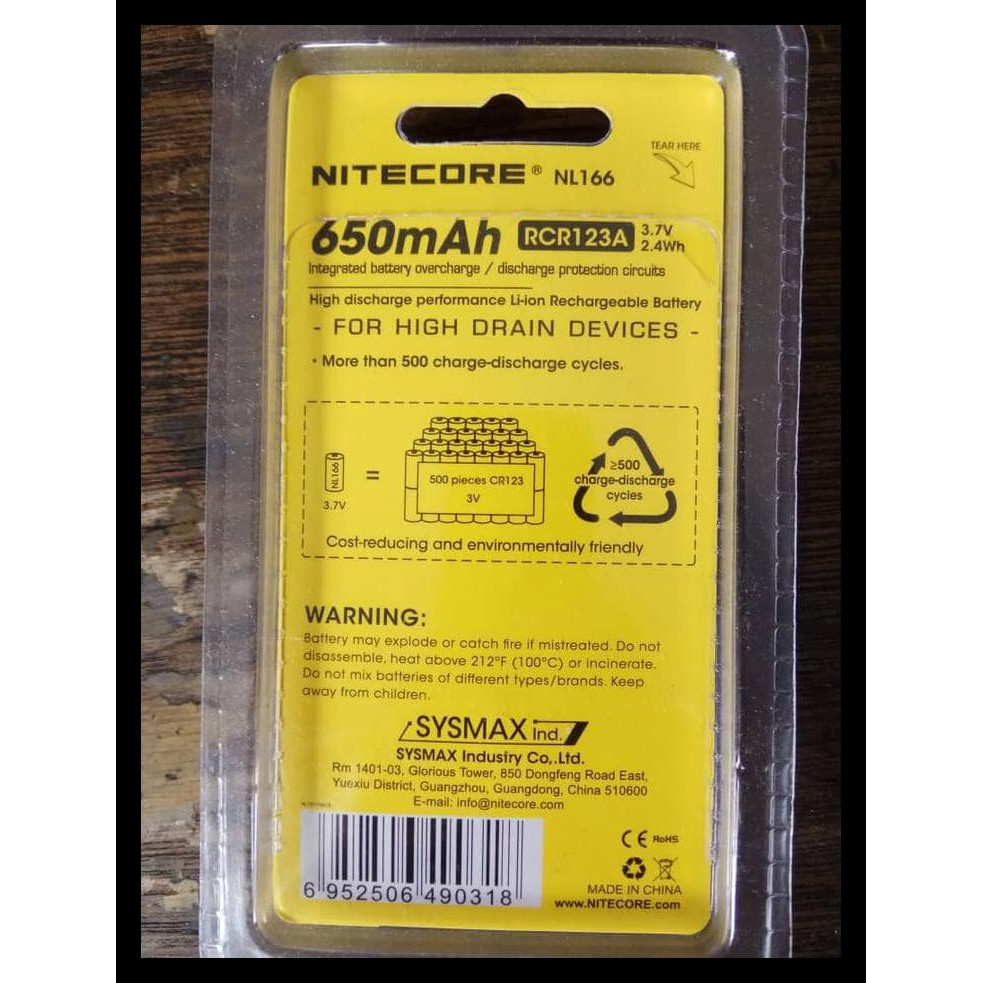 TEAR HERE
NITECORE® NL166
650mAh RCR123A 3.7V
2.4Wh
Integrated battery overcharge / discharge protection circuits
High discharge performance Li-ion Rechargeable Battery
- FOR HIGH DRAIN DEVICES -
• More than 500 charge-discharge cycles.
NL166
3.7V
=
500 pieces CR123
3V
≥500
charge-discharge
cycles
Cost-reducing and environmentally friendly
WARNING:
Battery may explode or catch fire if mistreated. Do not
disassemble, heat above 212°F (100°C) or incinerate.
Do not mix batteries of different types/brands. Keep
away from children.
SYSMAX Ind.
SYSMAX Industry Co,.Ltd.
Rm 1401-03, Glorious Tower, 850 Dongfeng Road East,
Yuexiu District, Guangzhou, Guangdong, China 510600
E-mail: info@nitecore.com
6 952506 490318
CE RoHS
MADE IN CHINA
www.NITECORE.com